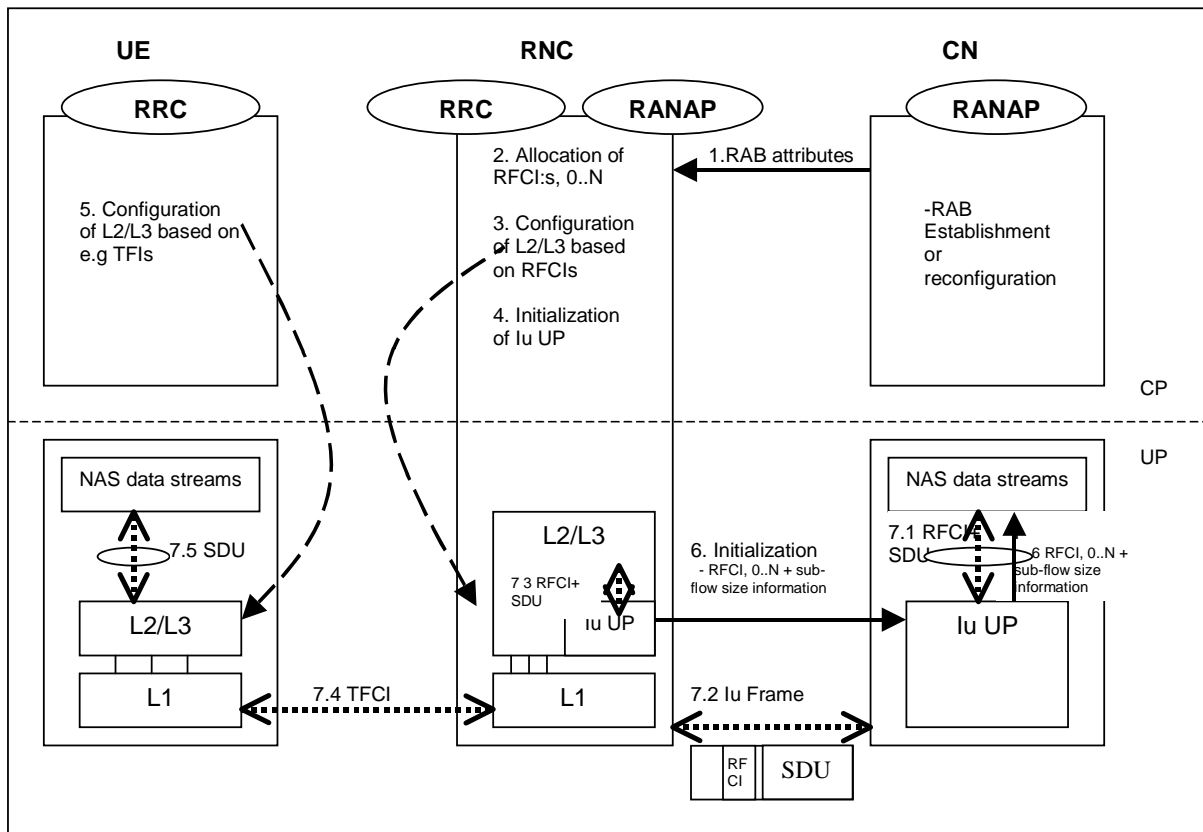 UE
RNC
CN
RRC
RRC
RANAP
RANAP
2. Allocation of
RFCI:s, 0..N
1.RAB attributes
5. Configuration
of L2/L3 based on
e.g TFIs
3. Configuration
of L2/L3 based
on RFCIs
-RAB
Establishment
or
reconfiguration
4. Initialization
of Iu UP
CP
UP
NAS data streams
NAS data streams
7.5 SDU
L2/L3
7 3 RFCI+
SDU
Iu UP
6. Initialization
- RFCI, 0..N + sub-
flow size information
7.1 RFCI+
SDU
6 RFCI, 0..N +
sub-flow size
information
L2/L3
Iu UP
L1
7.4 TFCI
L1
7.2 Iu Frame
RF
CI
SDU